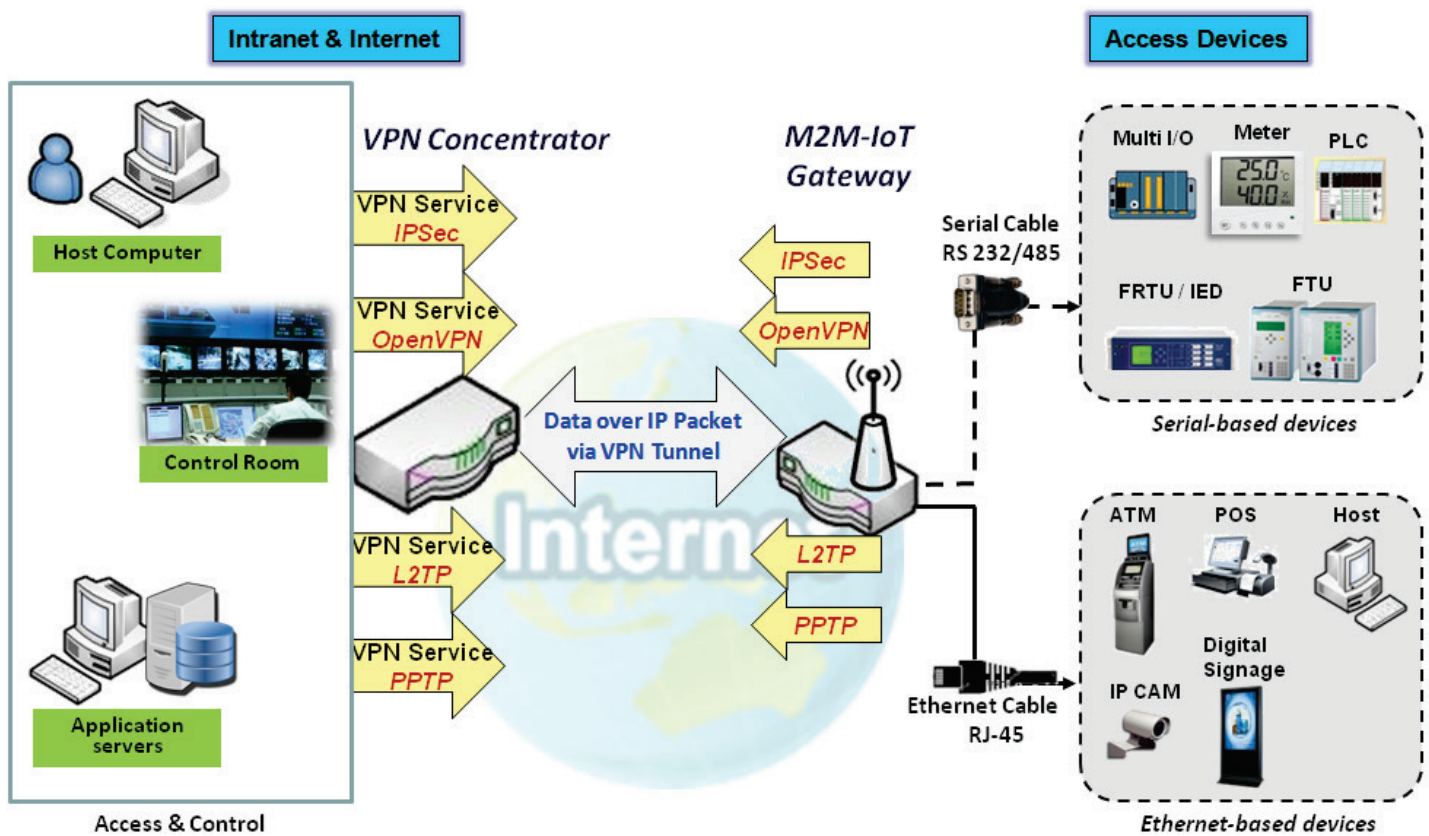 Intranet & Internet
Access Devices
VPN Concentrator
M2M-IoT
Gateway
Host Computer
Control Room
Application
servers
Access & Control
VPN Service
IPSec
VPN Service
OpenVPN
VPN Service
L2TP
VPN Service
PPTP
Data over IP Packet
via VPN Tunnel
Internet
IPSec
OpenVPN
L2TP
PPTP
Serial Cable
RS 232/485
Ethernet Cable
RJ-45
Multi I/O
Meter
PLC
25.0 °C
40.0 %
FRTU / IED
FTU
Serial-based devices
ATM
POS
Host
Digital
Signage
IP CAM
Ethernet-based devices